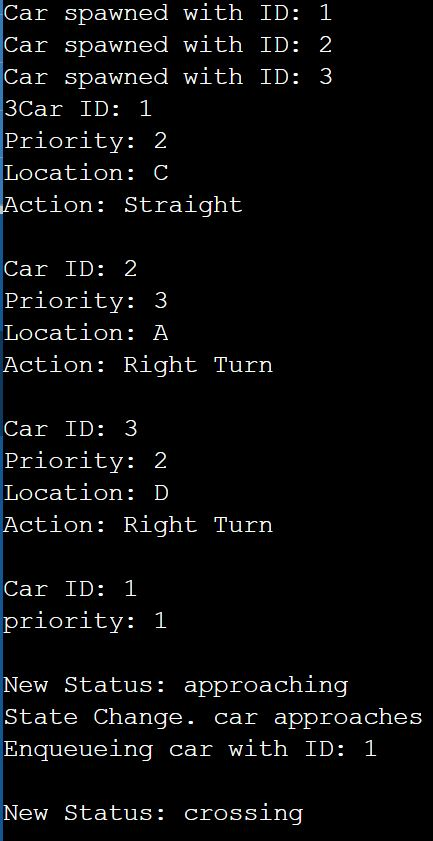 Car spawned with ID: 1
Car spawned with ID: 2
Car spawned with ID: 3
3Car ID: 1
Priority: 2
Location: C
Action: Straight
Car ID: 2
Priority: 3
Location: A
Action: Right Turn
Car ID: 3
Priority: 2
Location: D
Action: Right Turn
Car ID: 1
priority: 1
New Status: approaching
State Change. car approaches
Enqueueing car with ID: 1
New Status: crossing